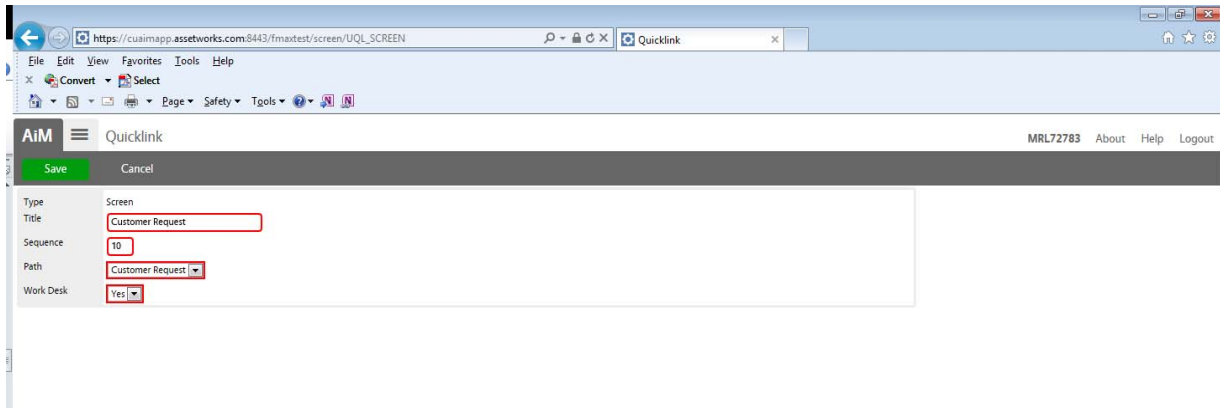 https://cuaimapp.assetworks.com:8443/fmaxtest/screen/UQL_SCREEN Quicklink
File Edit View Favorites Tools Help
Convert Select
Page Safety Tools
AiM Quicklink MRL72783 About Help Logout
Save Cancel
Type Screen
Title Customer Request
Sequence 10
Path Customer Request
Work Desk Yes